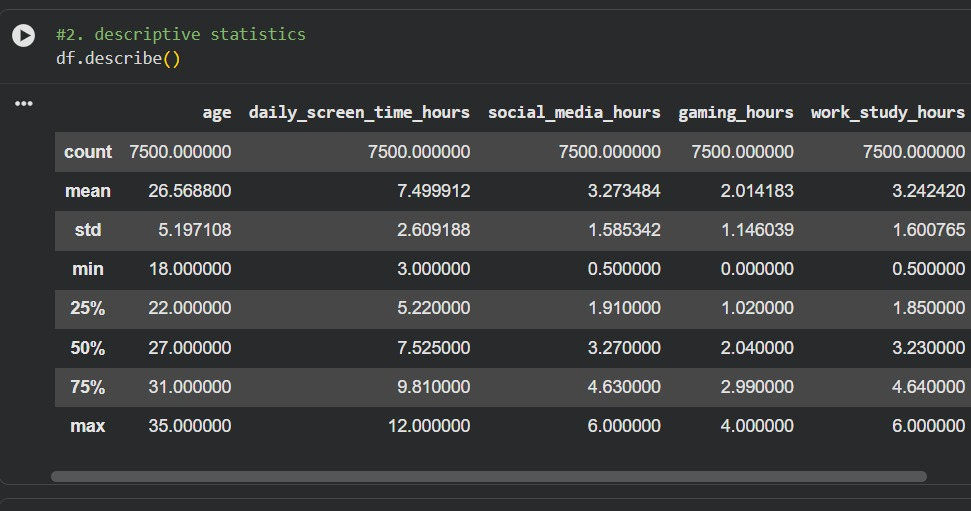 #2. descriptive statistics
df.describe()
age daily_screen_time_hours social_media_hours gaming_hours work_study_hours
count 7500.000000 7500.000000 7500.000000 7500.000000 7500.000000
mean 26.568800 7.499912 3.273484 2.014183 3.242420
std 5.197108 2.609188 1.585342 1.146039 1.600765
min 18.000000 3.000000 0.500000 0.000000 0.500000
25% 22.000000 5.220000 1.910000 1.020000 1.850000
50% 27.000000 7.525000 3.270000 2.040000 3.230000
75% 31.000000 9.810000 4.630000 2.990000 4.640000
max 35.000000 12.000000 6.000000 4.000000 6.000000